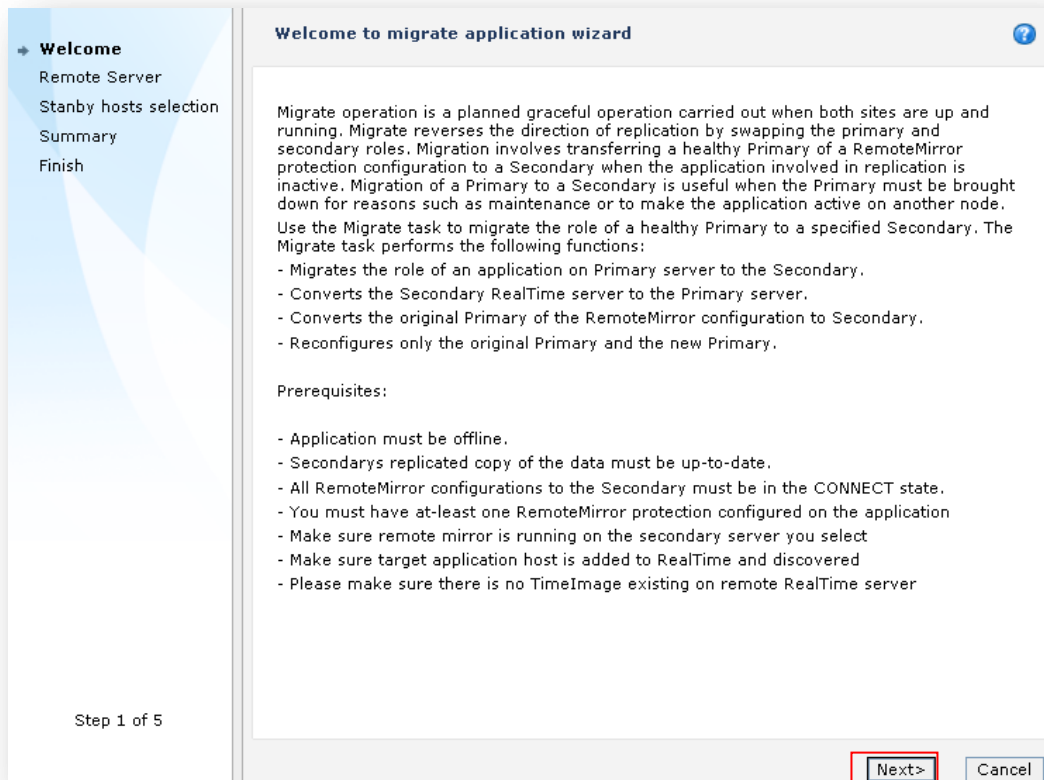 Welcome
Remote Server
Stanby hosts selection
Summary
Finish
Step 1 of 5
Welcome to migrate application wizard
?
Migrate operation is a planned graceful operation carried out when both sites are up and
running. Migrate reverses the direction of replication by swapping the primary and
secondary roles. Migration involves transferring a healthy Primary of a RemoteMirror
protection configuration to a Secondary when the application involved in replication is
inactive. Migration of a Primary to a Secondary is useful when the Primary must be brought
down for reasons such as maintenance or to make the application active on another node.
Use the Migrate task to migrate the role of a healthy Primary to a specified Secondary. The
Migrate task performs the following functions:
- Migrates the role of an application on Primary server to the Secondary.
- Converts the Secondary RealTime server to the Primary server.
- Converts the original Primary of the RemoteMirror configuration to Secondary.
- Reconfigures only the original Primary and the new Primary.
Prerequisites:
- Application must be offline.
- Secondarys replicated copy of the data must be up-to-date.
- All RemoteMirror configurations to the Secondary must be in the CONNECT state.
- You must have at-least one RemoteMirror protection configured on the application
- Make sure remote mirror is running on the secondary server you select
- Make sure target application host is added to RealTime and discovered
- Please make sure there is no TimeImage existing on remote RealTime server
Next>
Cancel